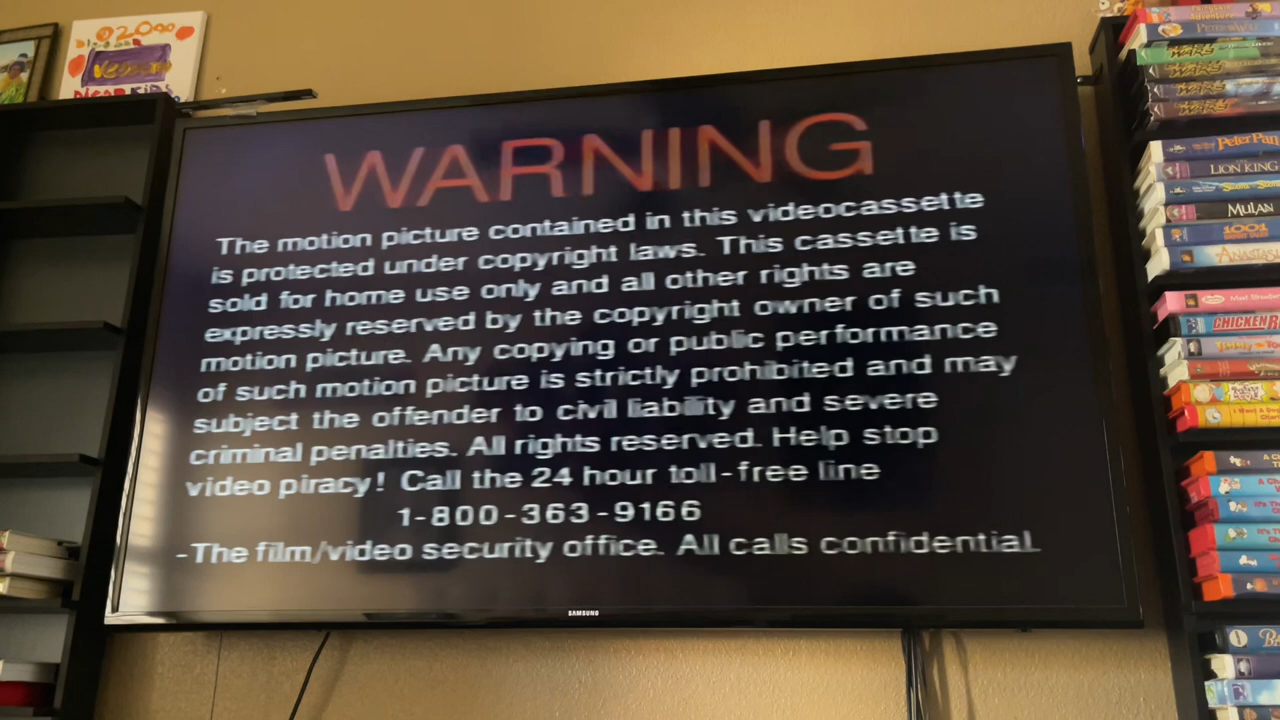 WARNING
The motion picture contained in this videocassette
is protected under copyright laws. This cassette is
sold for home use only and all other rights are
expressly reserved by the copyright owner of such
motion picture. Any copying or public performance
of such motion picture is strictly prohibited and may
subject the offender to civil liability and severe
criminal penalties. All rights reserved. Help stop
video piracy! Call the 24 hour toll-free line
1-800-363-9166
-The film/video security office. All calls confidential.
SAMSUNG
PETER PAN
LION KING
MULAN
1001
ANASTASI
CHICKEN R